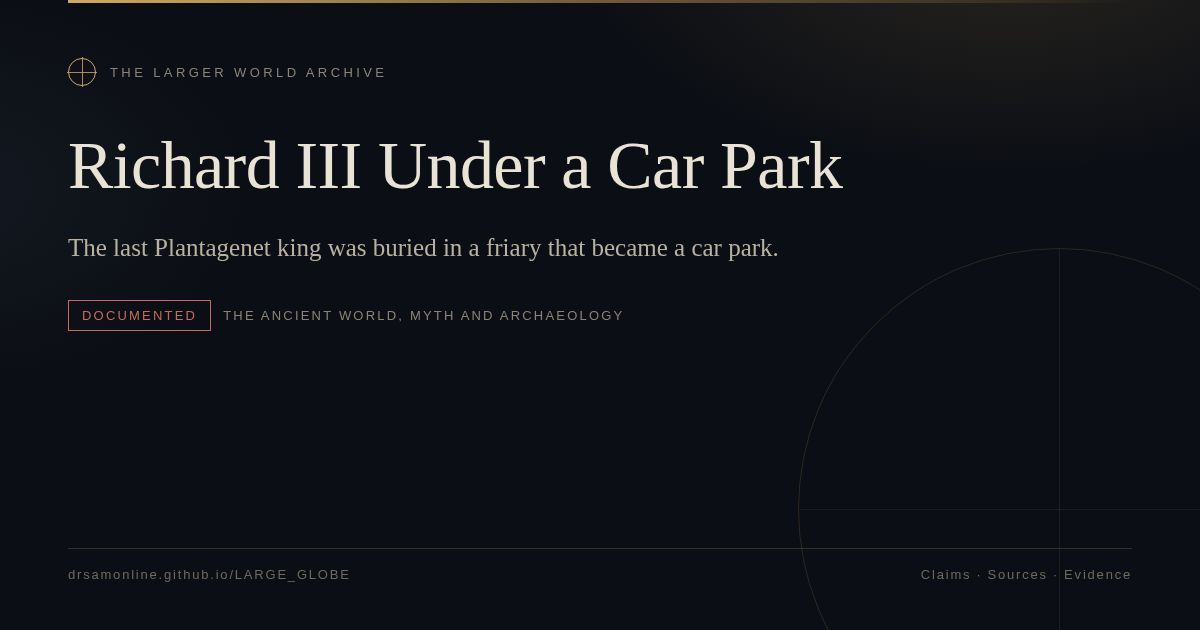 THE LARGER WORLD ARCHIVE
Richard III Under a Car Park
The last Plantagenet king was buried in a friary that became a car park.
DOCUMENTED THE ANCIENT WORLD, MYTH AND ARCHAEOLOGY
drsamonline.github.io/LARGE_GLOBE Claims · Sources · Evidence